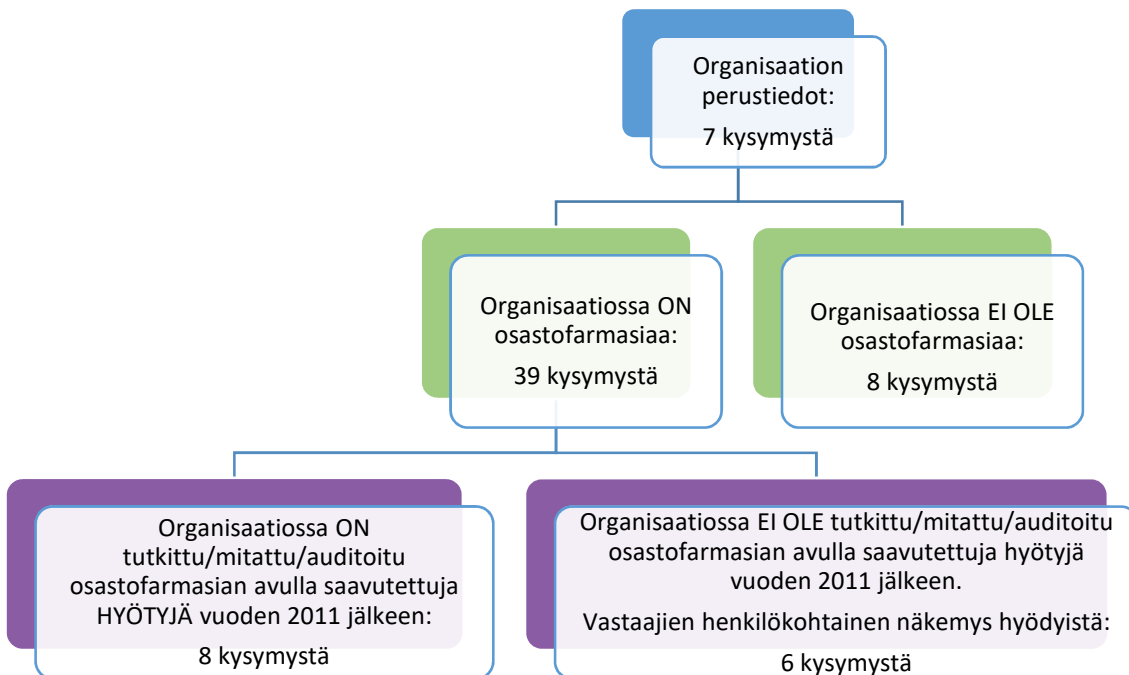 Organisaation
perustiedot:
7 kysymystä
Organisaatiossa ON
osastofarmasiaa:
39 kysymystä
Organisaatiossa EI OLE
osastofarmasiaa:
8 kysymystä
Organisaatiossa ON
tutkittu/mitattu/auditoitu
osastofarmasian avulla saavutettuja
HYÖTYJÄ vuoden 2011 jälkeen:
8 kysymystä
Organisaatiossa EI OLE tutkittu/mitattu/auditoitu
osastofarmasian avulla saavutettuja hyötyjä
vuoden 2011 jälkeen.
Vastaajien henkilökohtainen näkemys hyödyistä:
6 kysymystä